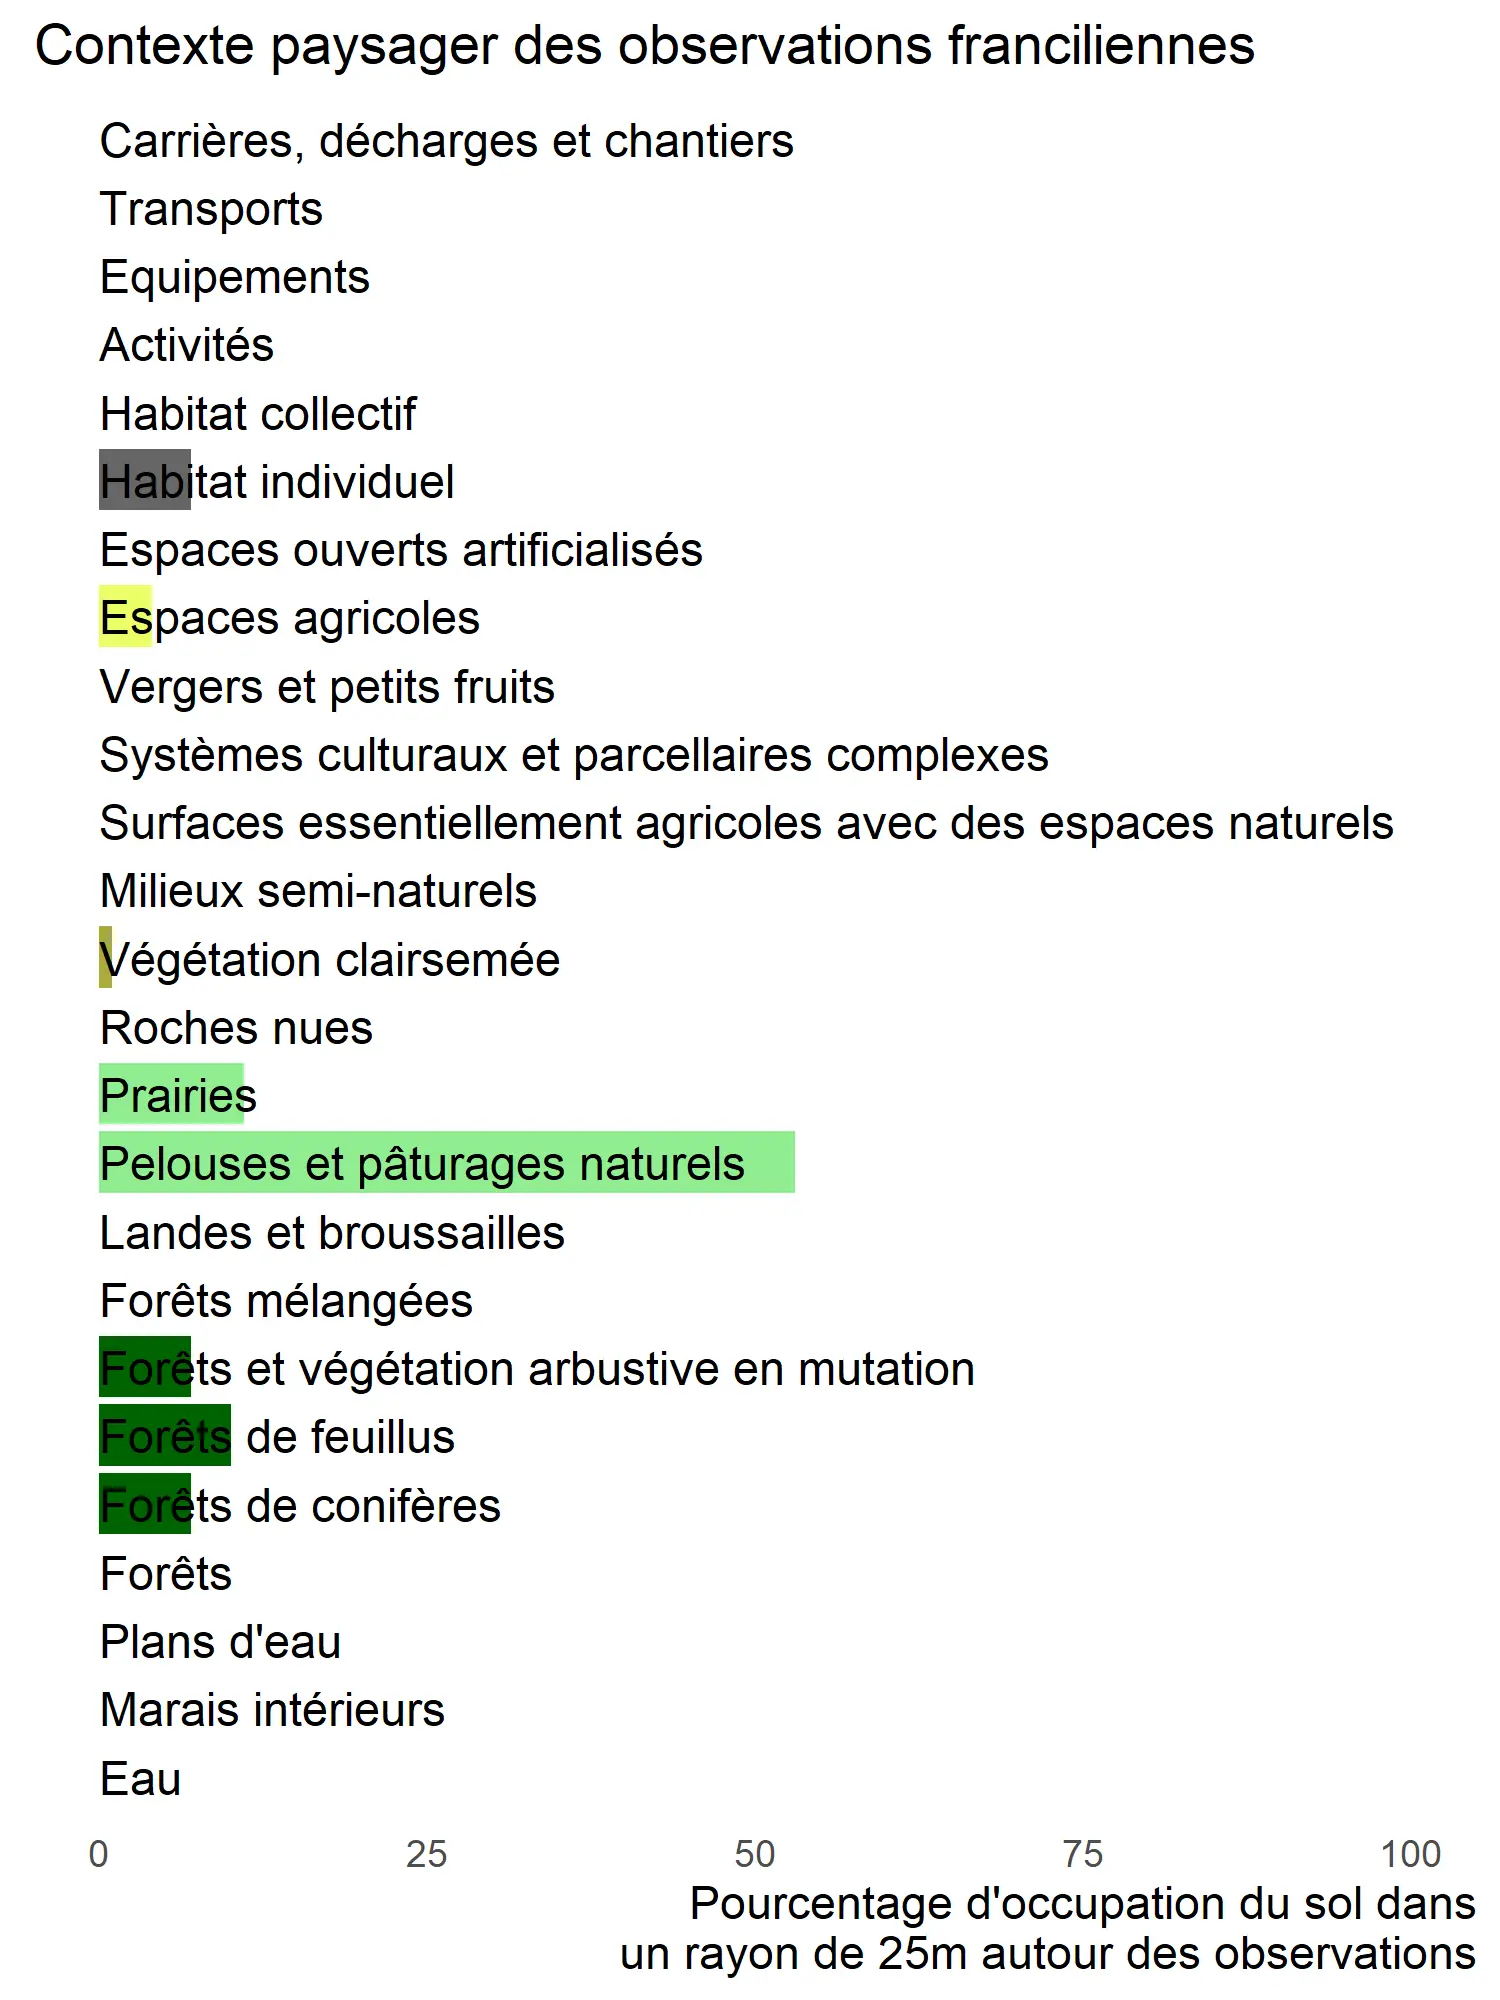 Contexte paysager des observations franciliennes
Carrières, décharges et chantiers
Transports
Equipements
Activités
Habitat collectif
Habitat individuel
Espaces ouverts artificialisés
Espaces agricoles
Vergers et petits fruits
Systèmes culturaux et parcellaires complexes
Surfaces essentiellement agricoles avec des espaces naturels
Milieux semi-naturels
Végétation clairsemée
Roches nues
Prairies
Pelouses et pâturages naturels
Landes et broussailles
Forêts mélangées
Forêts et végétation arbustive en mutation
Forêts de feuillus
Forêts de conifères
Forêts
Plans d'eau
Marais intérieurs
Eau
0 25 50 75 100
Pourcentage d'occupation du sol dans
un rayon de 25m autour des observations